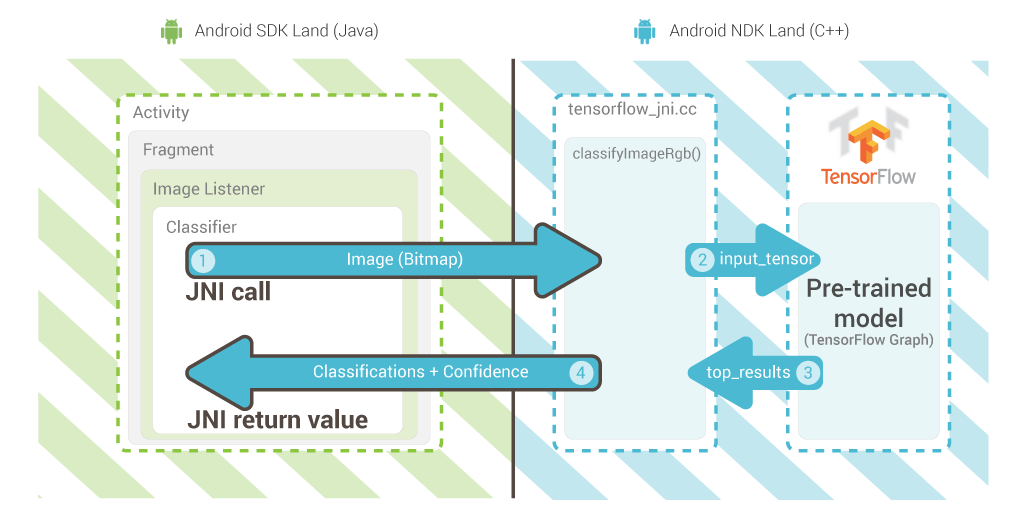 Android SDK Land (Java)
Android NDK Land (C++)
Activity
Fragment
Image Listener
Classifier
1 Image (Bitmap)
JNI call
Classifications + Confidence 4
JNI return value
tensorflow_jni.cc
classifyImageRgb()
TensorFlow
2 input_tensor
Pre-trained
model
(TensorFlow Graph)
top_results 3